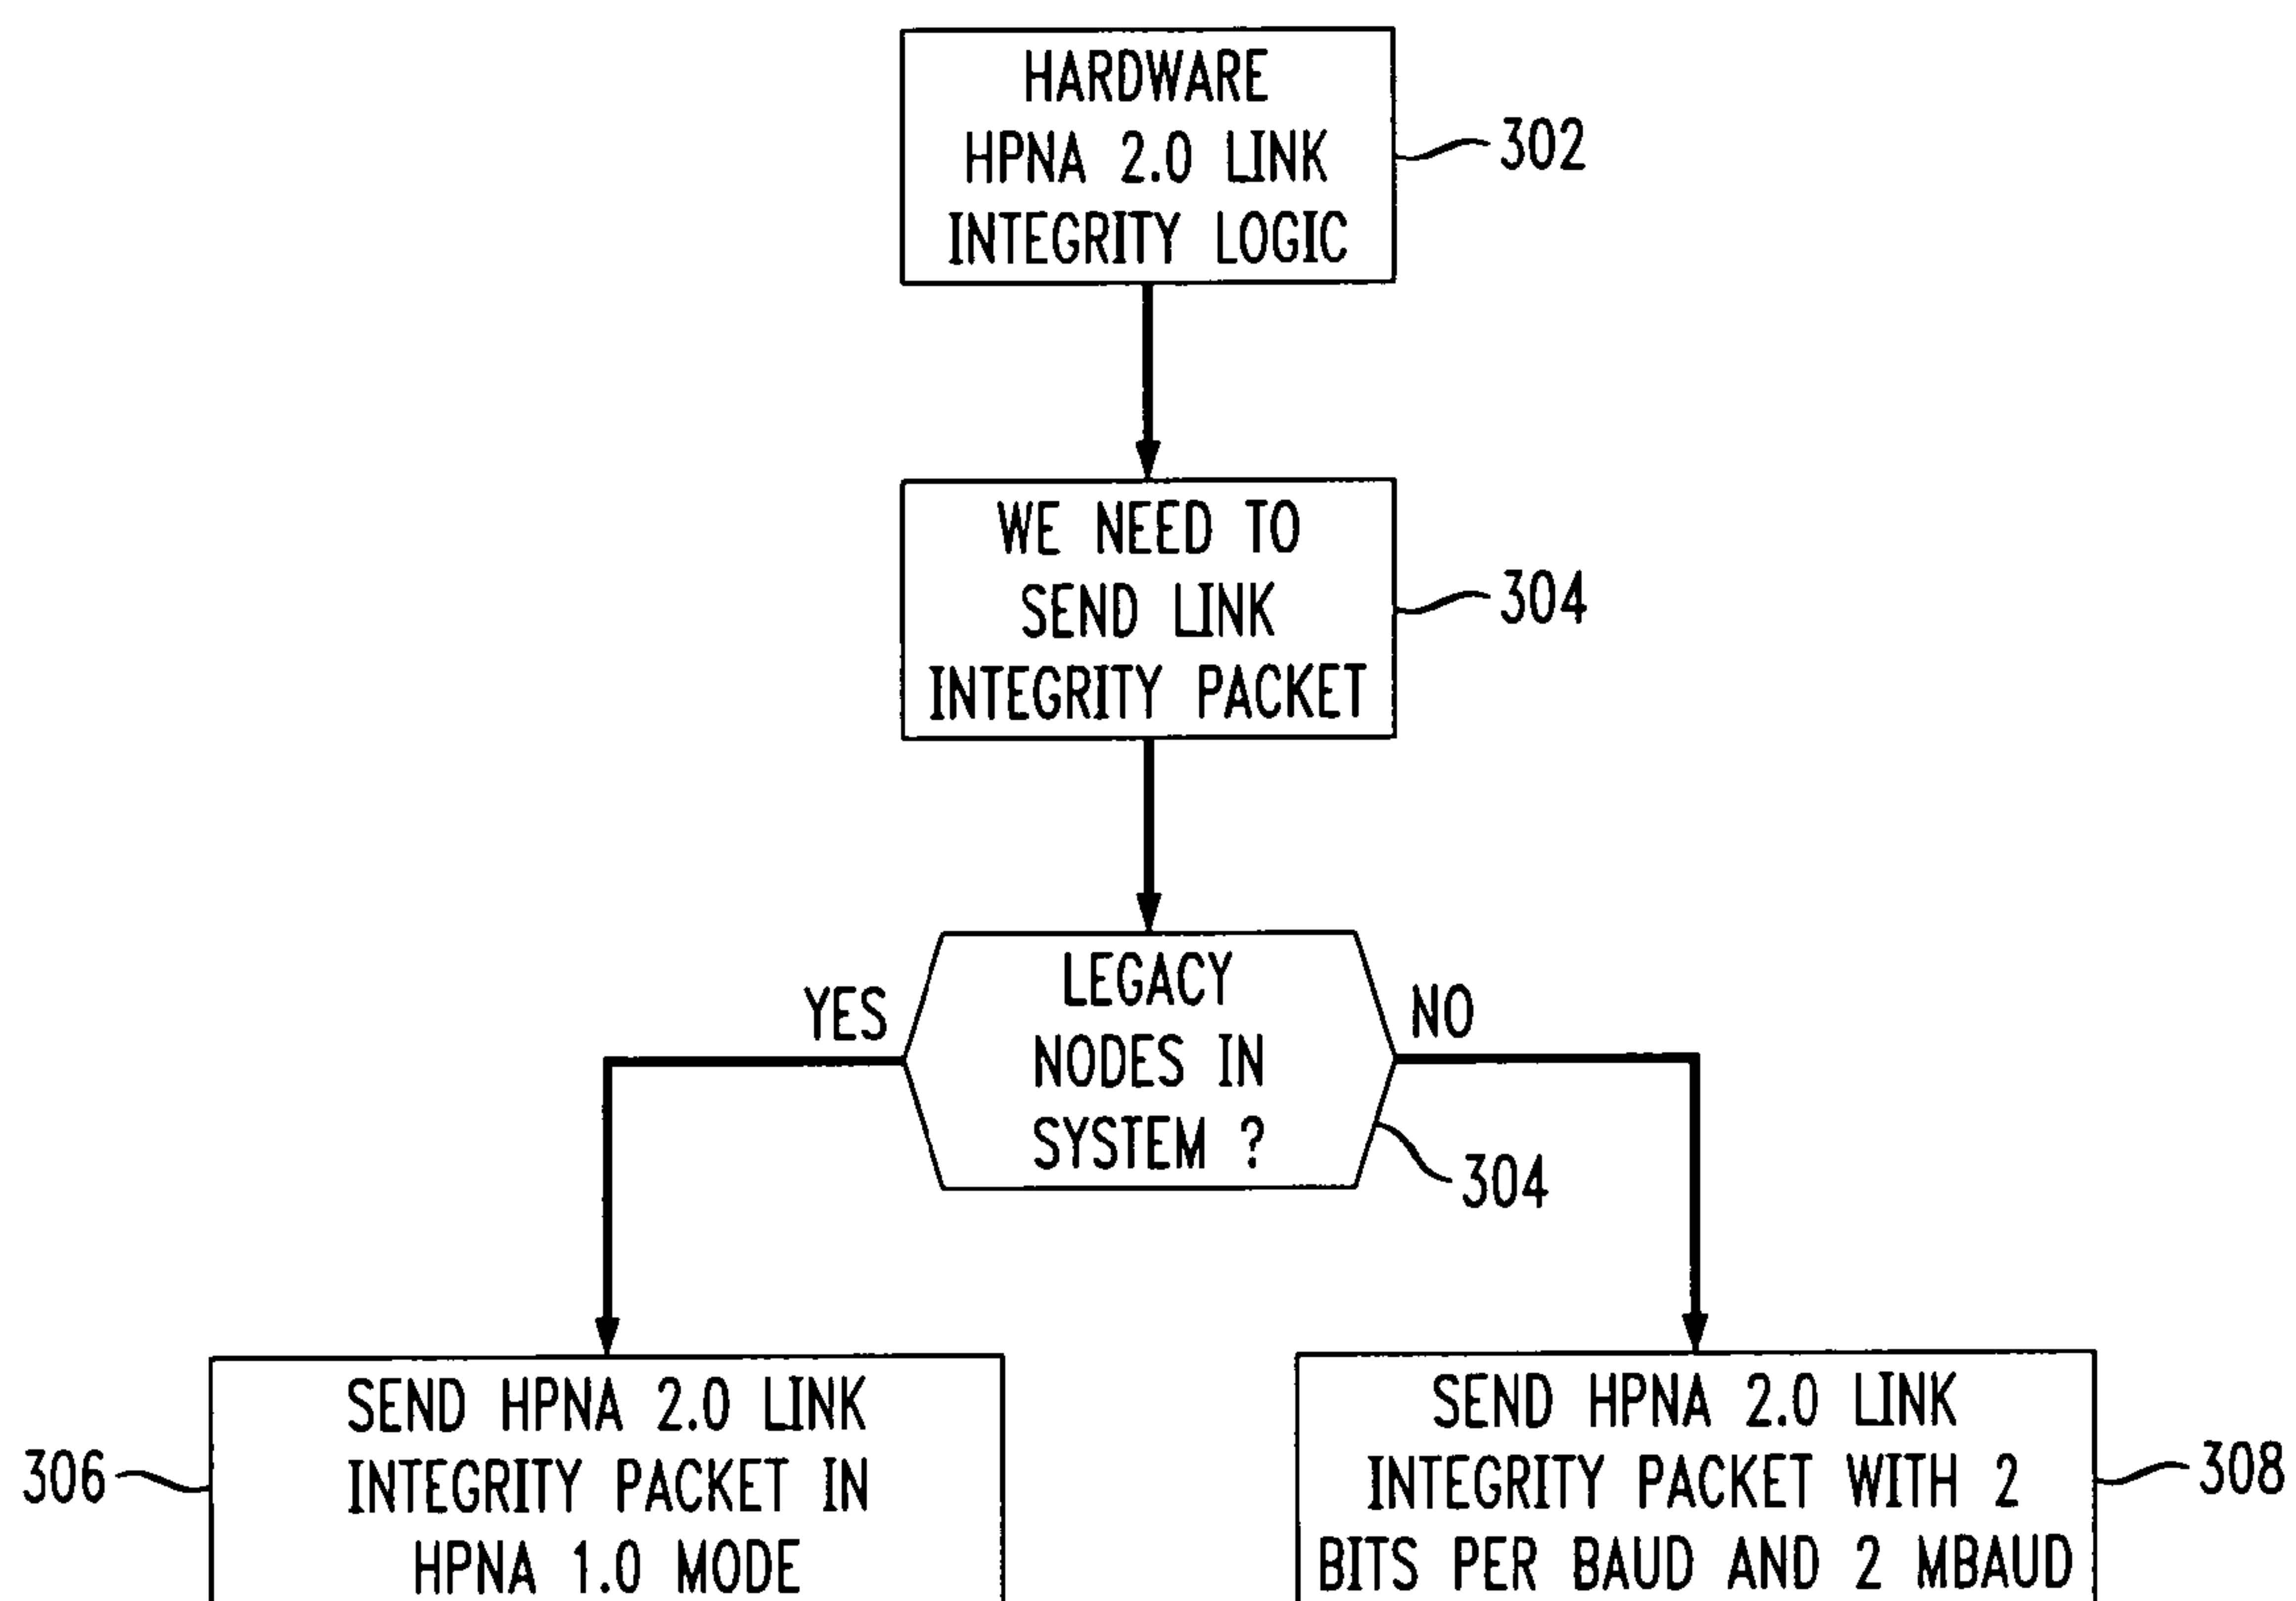 HARDWARE
HPNA 2.0 LINK
INTEGRITY LOGIC
302
WE NEED TO
SEND LINK
INTEGRITY PACKET
304
YES
LEGACY
NODES IN
SYSTEM ?
NO
304
306
SEND HPNA 2.0 LINK
INTEGRITY PACKET IN
HPNA 1.0 MODE
SEND HPNA 2.0 LINK
INTEGRITY PACKET WITH 2
BITS PER BAUD AND 2 MBAUD
308